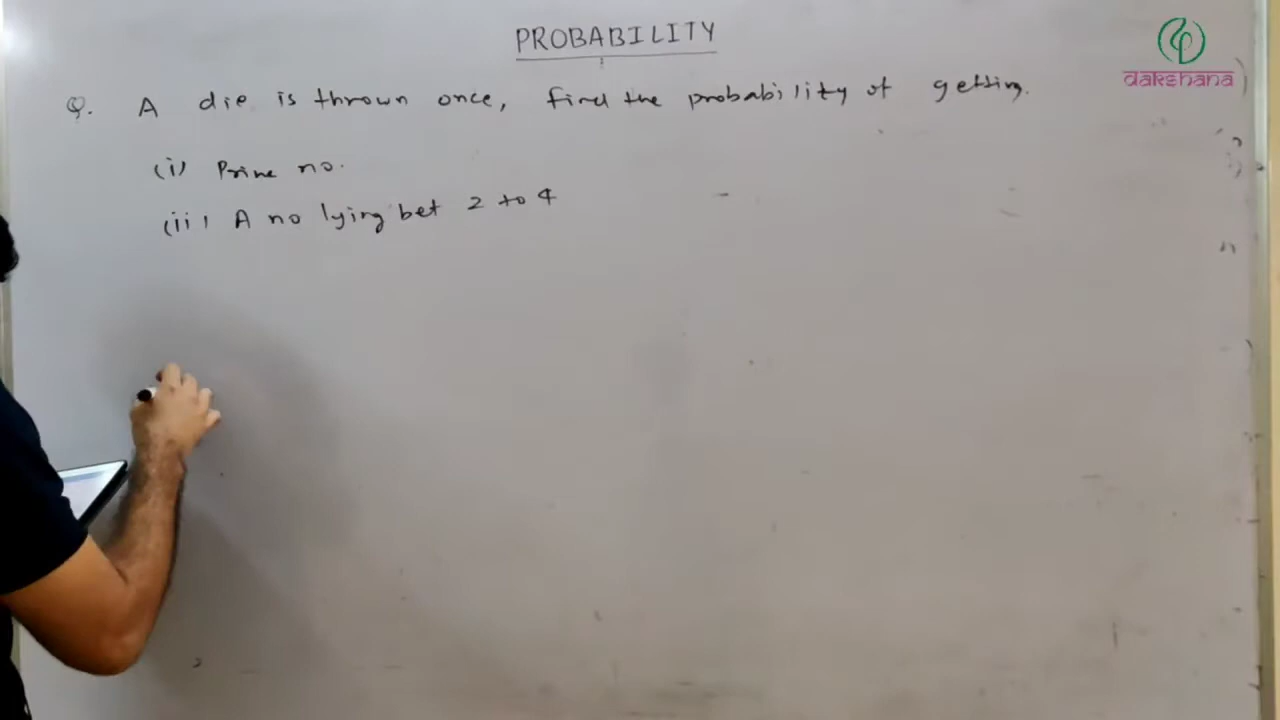 PROBABILITY
dakshana
Q. A die is thrown once, find the probability of getting.
(i) Prime no.
(ii) A no lying bet 2 to 4